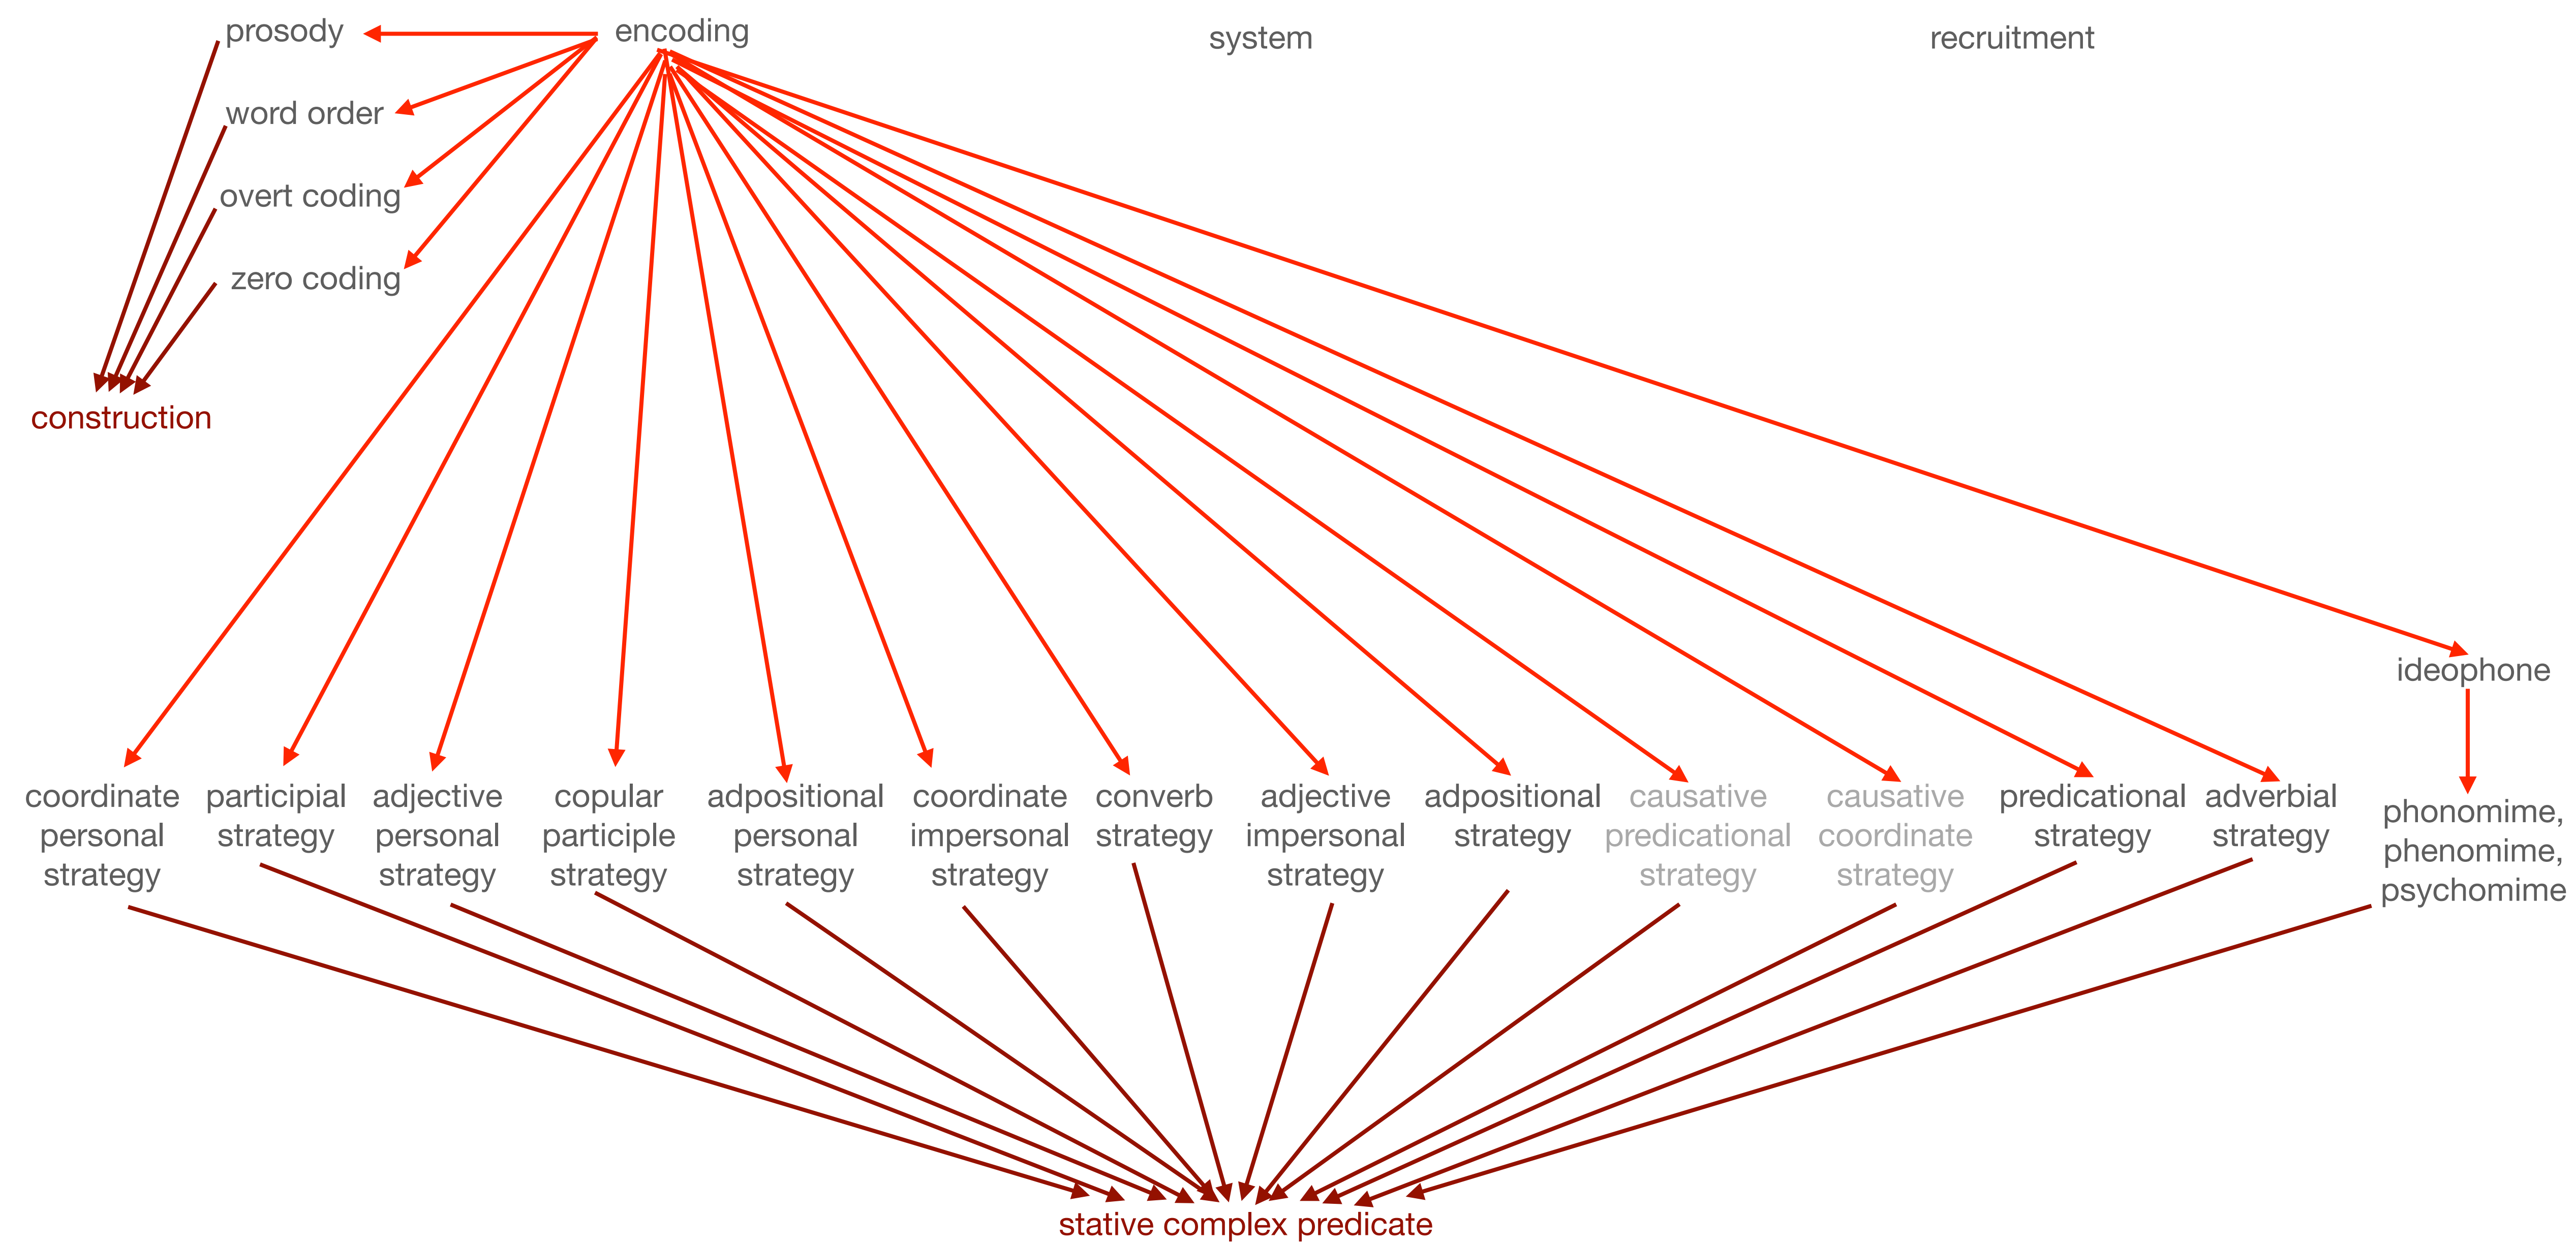 prosody
encoding
system
recruitment
word order
overt coding
zero coding
construction
ideophone
coordinate
personal
strategy
participial
strategy
adjective
personal
strategy
copular
participle
strategy
adpositional
personal
strategy
coordinate
impersonal
strategy
converb
strategy
adjective
impersonal
strategy
adpositional
strategy
causative
predicational
strategy
causative
coordinate
strategy
predicational
strategy
adverbial
strategy
phonomime,
phenomime,
psychomime
stative complex predicate